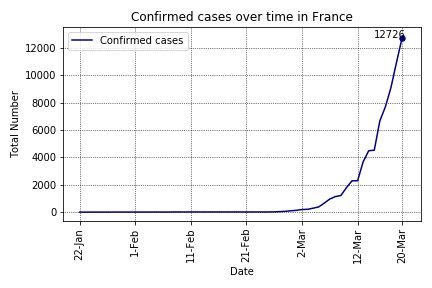 Confirmed cases over time in France
12726
Confirmed cases
12000
10000
8000
6000
4000
2000
0
Total Number
22-Jan
1-Feb
11-Feb
21-Feb
2-Mar
12-Mar
20-Mar
Date